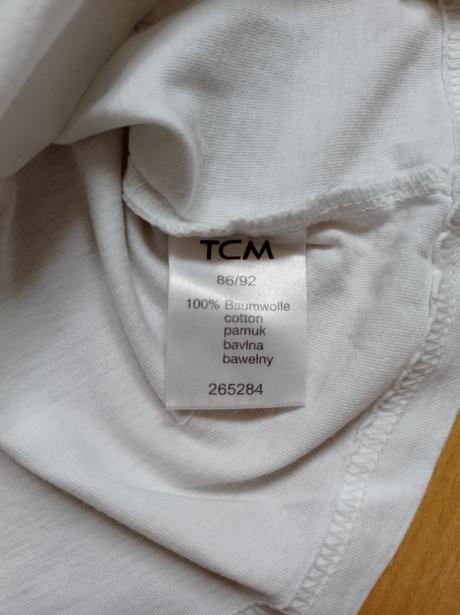 TCM
86/92
100% Baumwolle
cotton
pamuk
bavlna
bawełny
265284